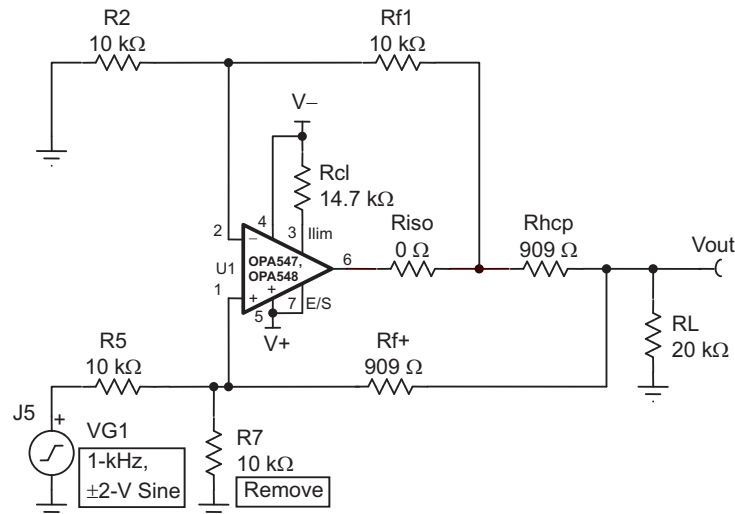 R2
10 kΩ
Rf1
10 kΩ
V−
Rcl
14.7 kΩ
4
3
Ilim
2
−
OPA547,
OPA548
U1
6
1
+
+
7
E/S
5
V+
Riso
0 Ω
Rhcp
909 Ω
Vout
RL
20 kΩ
R5
10 kΩ
Rf+
909 Ω
J5
+
VG1
1-kHz,
±2-V Sine
R7
10 kΩ
Remove